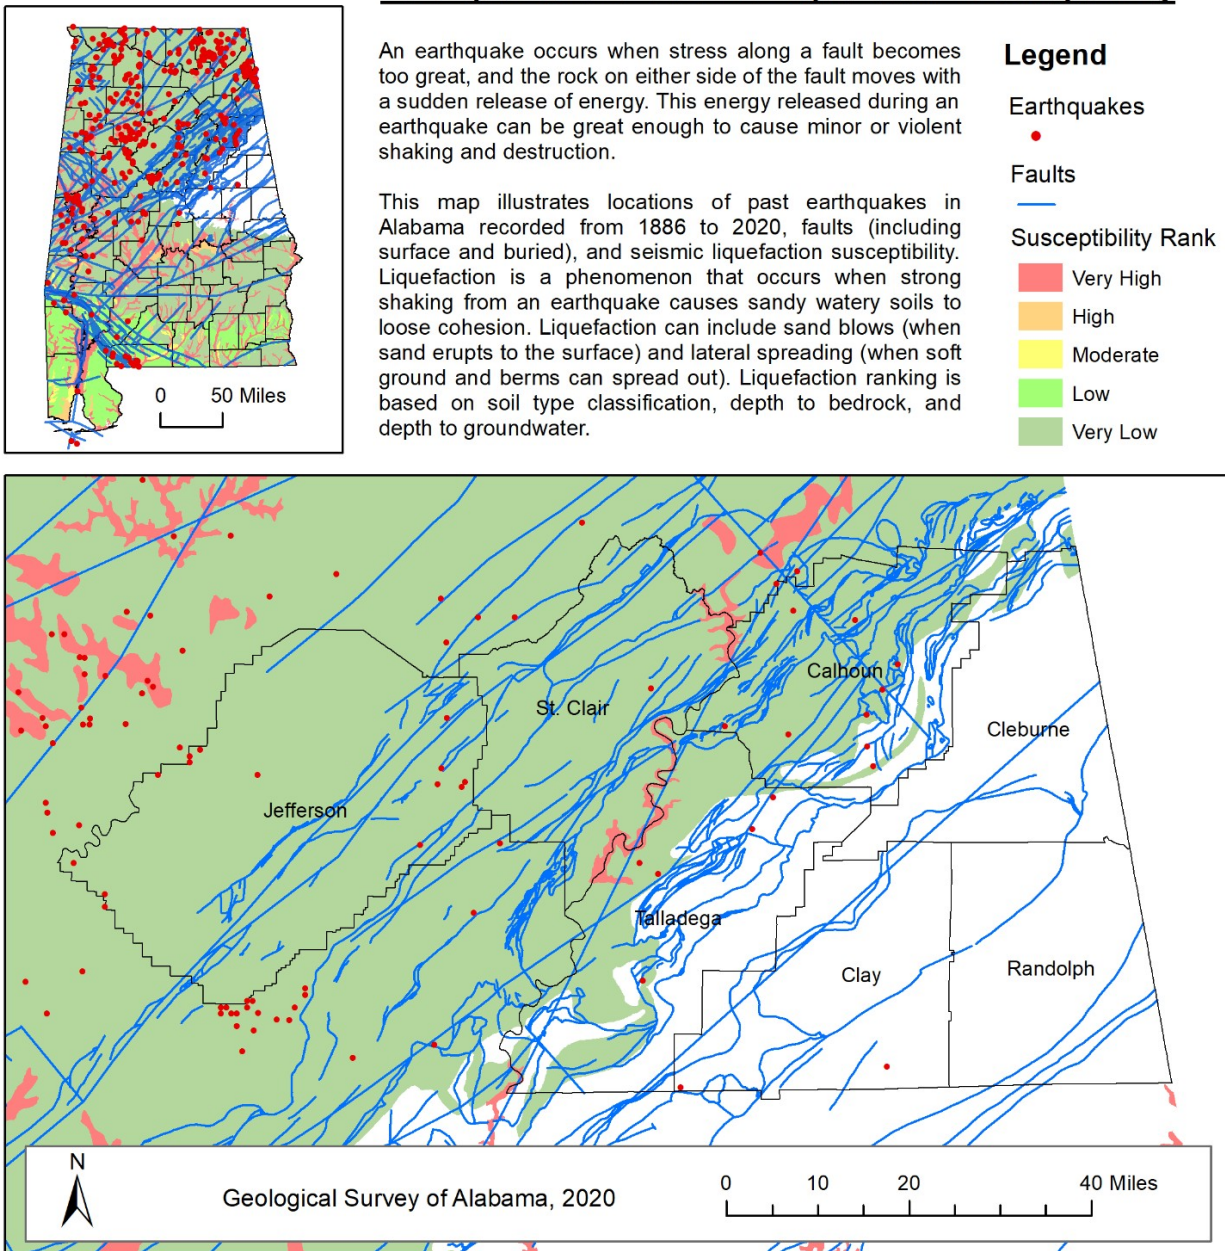 An earthquake occurs when stress along a fault becomes
too great, and the rock on either side of the fault moves with
a sudden release of energy. This energy released during an
earthquake can be great enough to cause minor or violent
shaking and destruction.
This map illustrates locations of past earthquakes in
Alabama recorded from 1886 to 2020, faults (including
surface and buried), and seismic liquefaction susceptibility.
Liquefaction is a phenomenon that occurs when strong
shaking from an earthquake causes sandy watery soils to
loose cohesion. Liquefaction can include sand blows (when
sand erupts to the surface) and lateral spreading (when soft
ground and berms can spread out). Liquefaction ranking is
based on soil type classification, depth to bedrock, and
depth to groundwater.
Legend
Earthquakes
Faults
Susceptibility Rank
Very High
High
Moderate
Low
Very Low
0 50 Miles
Calhoun
St. Clair
Cleburne
Jefferson
Talladega
Clay
Randolph
N
Geological Survey of Alabama, 2020
0 10 20 40 Miles